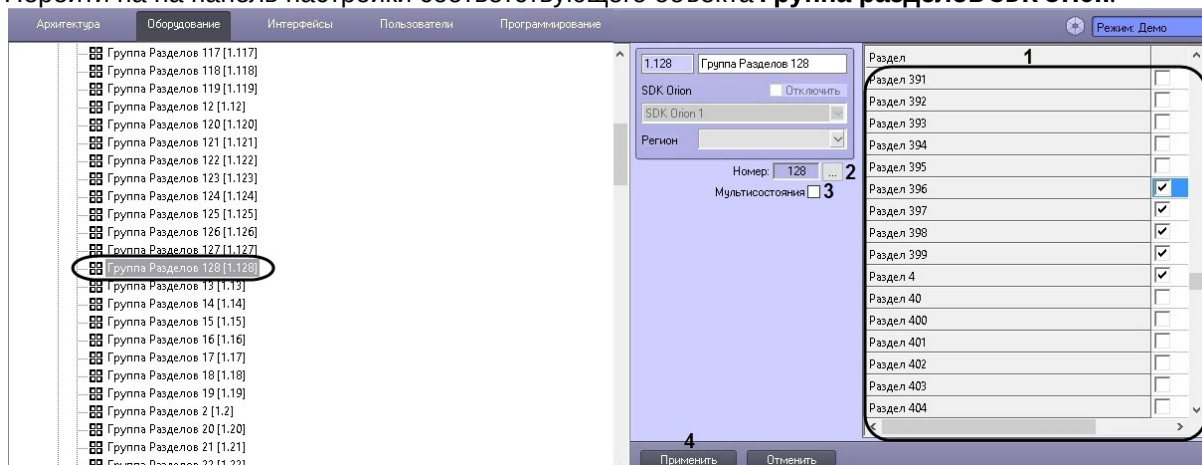 Перейти на на панель настройки соответствующего объекта Группа разделов SDK Orion.
Архитектура Оборудование Интерфейсы Пользователи Программирование Режим: Демо
Группа Разделов 117 [1.117]
Группа Разделов 118 [1.118]
Группа Разделов 119 [1.119]
Группа Разделов 12 [1.12]
Группа Разделов 120 [1.120]
Группа Разделов 121 [1.121]
Группа Разделов 122 [1.122]
Группа Разделов 123 [1.123]
Группа Разделов 124 [1.124]
Группа Разделов 125 [1.125]
Группа Разделов 126 [1.126]
Группа Разделов 127 [1.127]
Группа Разделов 128 [1.128]
Группа Разделов 13 [1.13]
Группа Разделов 14 [1.14]
Группа Разделов 15 [1.15]
Группа Разделов 16 [1.16]
Группа Разделов 17 [1.17]
Группа Разделов 18 [1.18]
Группа Разделов 19 [1.19]
Группа Разделов 2 [1.2]
Группа Разделов 20 [1.20]
Группа Разделов 21 [1.21]
Группа Разделов 22 [1.22]
1.128 Группа Разделов 128
SDK Orion Отключить
SDK Orion 1
Регион
Номер: 128 ... 2
Мультисостояния 3
4
Применить Отменить
Раздел 1
Раздел 391
Раздел 392
Раздел 393
Раздел 394
Раздел 395
Раздел 396
Раздел 397
Раздел 398
Раздел 399
Раздел 4
Раздел 40
Раздел 400
Раздел 401
Раздел 402
Раздел 403
Раздел 404